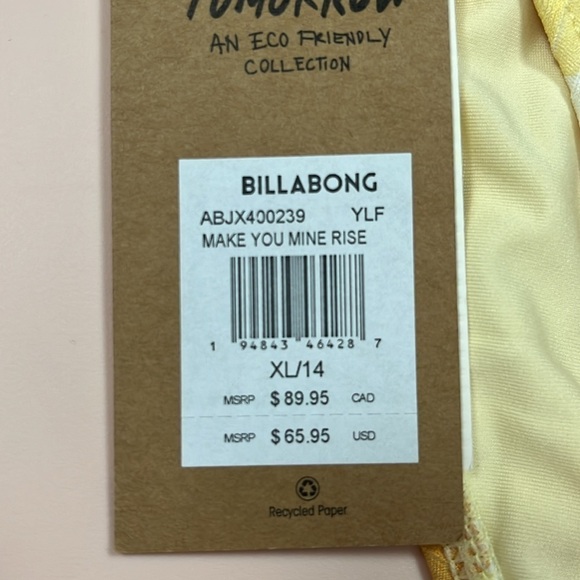 TOMORROW
AN ECO FRIENDLY
COLLECTION
BILLABONG
ABJX400239 YLF
MAKE YOU MINE RISE
1 94843 46428 7
XL/14
MSRP $89.95 CAD
MSRP $65.95 USD
Recycled Paper